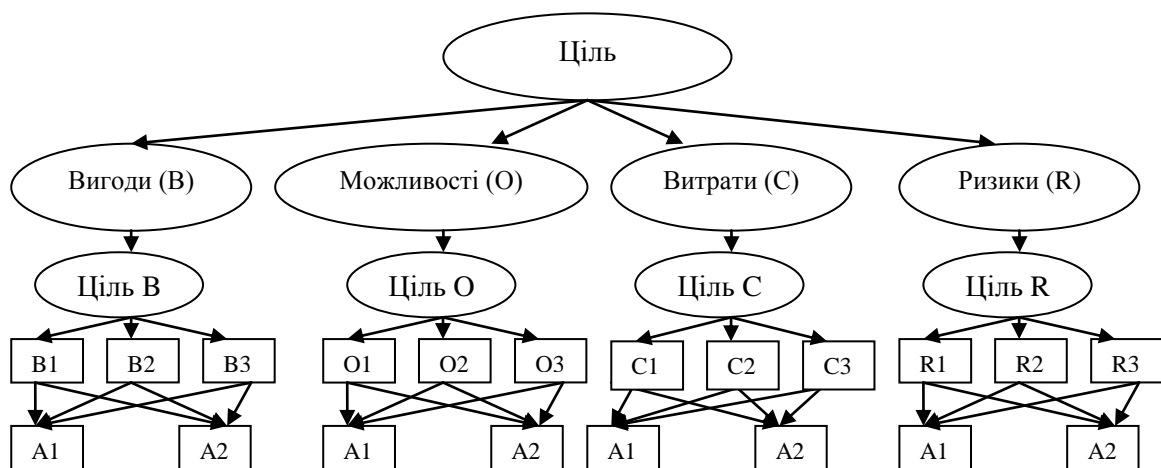 Ціль
Вигоди (В)
Можливості (О)
Витрати (С)
Ризики (R)
Ціль В
Ціль О
Ціль С
Ціль R
B1
B2
B3
O1
O2
O3
C1
C2
C3
R1
R2
R3
A1
A2
A1
A2
A1
A2
A1
A2